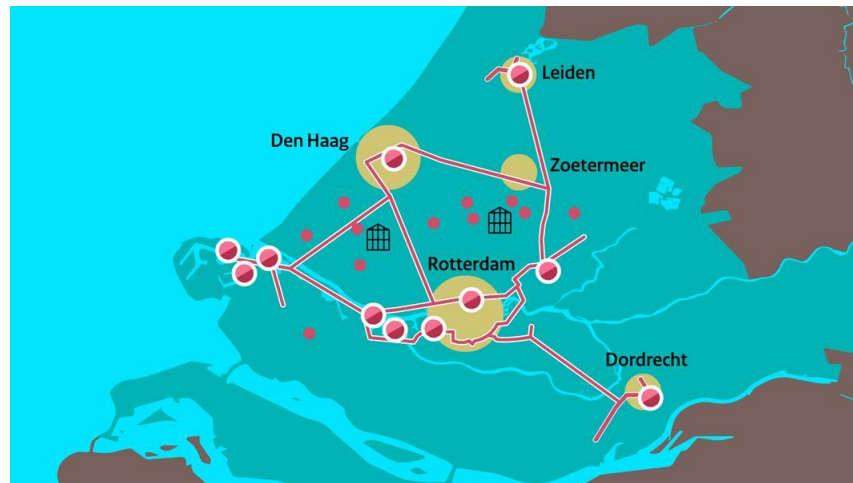 Leiden
Den Haag
Zoetermeer
Rotterdam
Dordrecht